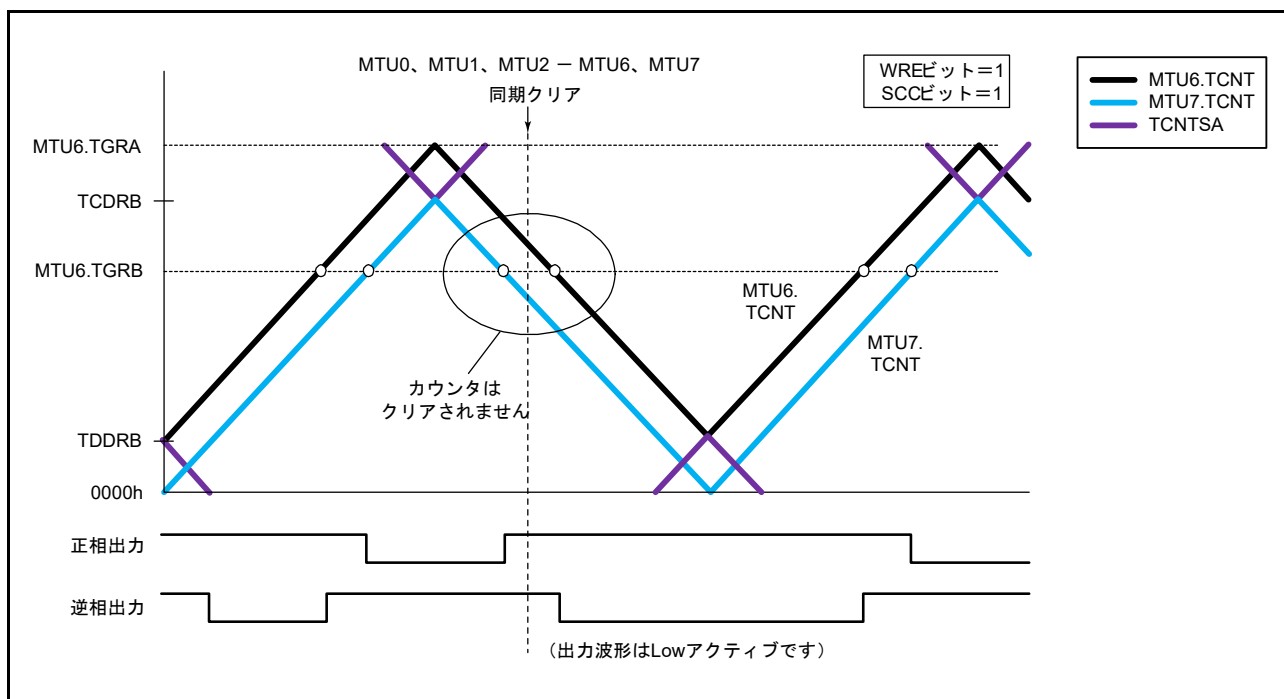 MTU0、MTU1、MTU2 － MTU6、MTU7
同期クリア
WREビット＝1
SCCビット＝1
MTU6.TCNT
MTU7.TCNT
TCNTSA
MTU6.TGRA
TCDRB
MTU6.TGRB
MTU6.
TCNT
MTU7.
TCNT
カウンタは
クリアされません
TDDRB
0000h
正相出力
逆相出力
（出力波形はLowアクティブです）